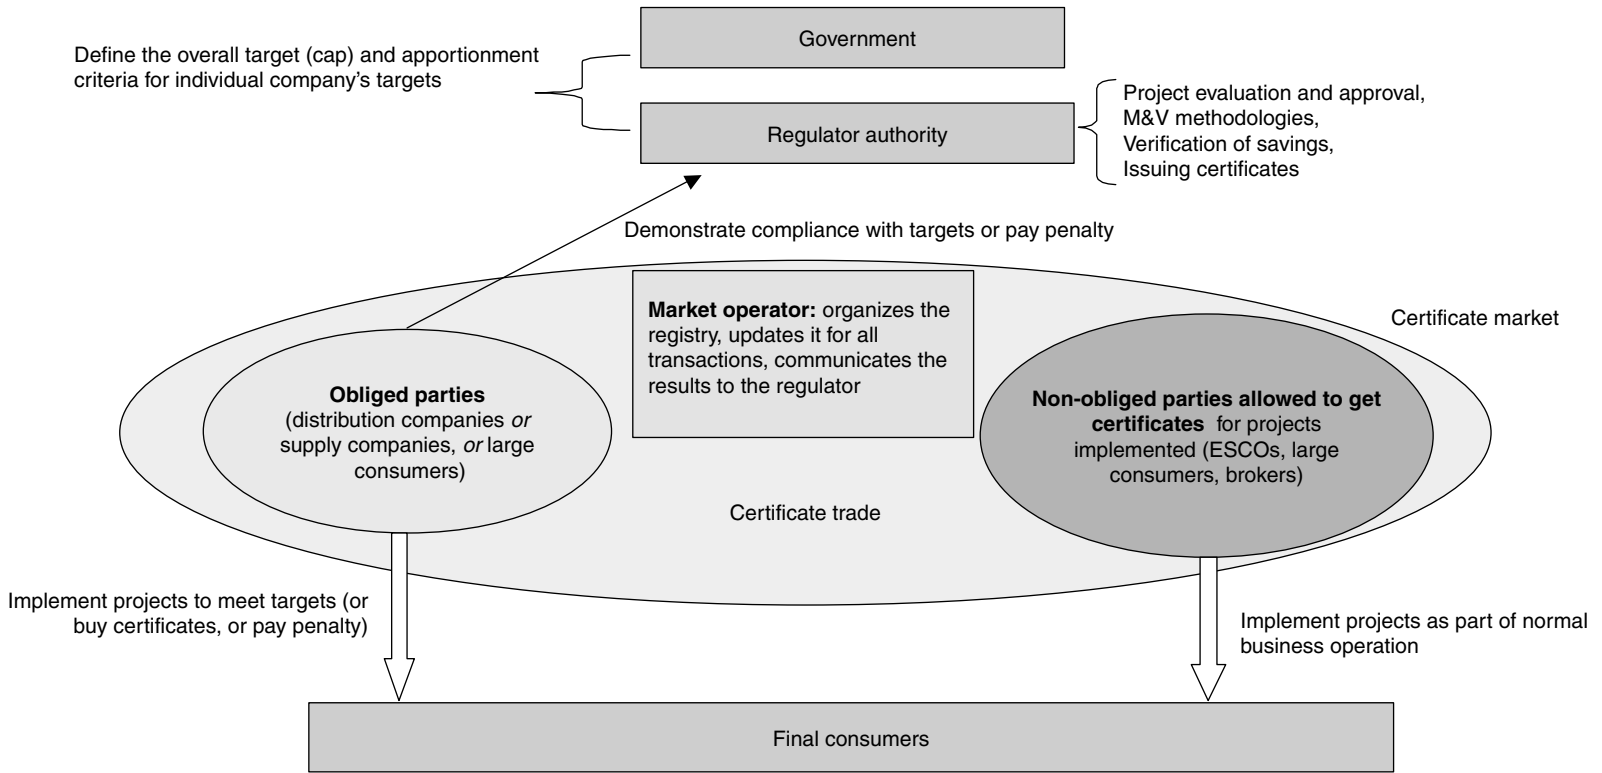 Government
Define the overall target (cap) and apportionment
criteria for individual company's targets
Regulator authority
Project evaluation and approval,
M&V methodologies,
Verification of savings,
Issuing certificates
Demonstrate compliance with targets or pay penalty
Certificate market
Market operator: organizes the
registry, updates it for all
transactions, communicates the
results to the regulator
Obliged parties
(distribution companies or
supply companies, or large
consumers)
Non-obliged parties allowed to get
certificates for projects
implemented (ESCOs, large
consumers, brokers)
Certificate trade
Implement projects to meet targets (or
buy certificates, or pay penalty)
Implement projects as part of normal
business operation
Final consumers